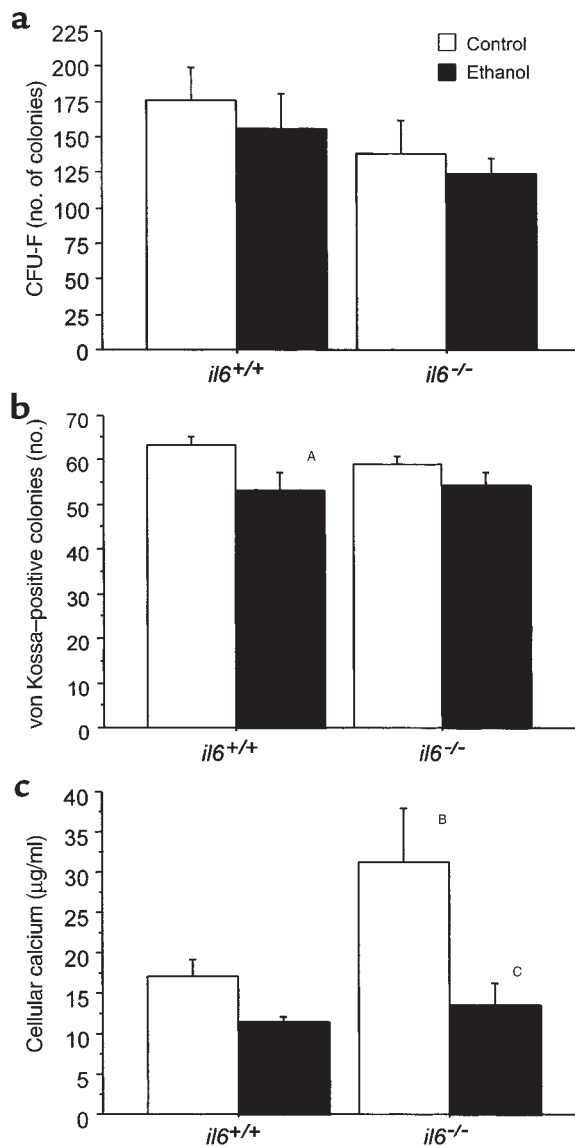 a
CFU-F (no. of colonies)
225
200
175
150
125
100
75
50
25
0
Control
Ethanol
il6+/+
il6-/-
b
von Kossa–positive colonies (no.)
70
60
50
40
30
20
10
0
A
il6+/+
il6-/-
c
Cellular calcium (μg/ml)
40
35
30
25
17
15
10
5
0
B
C
il6+/+
il6-/-